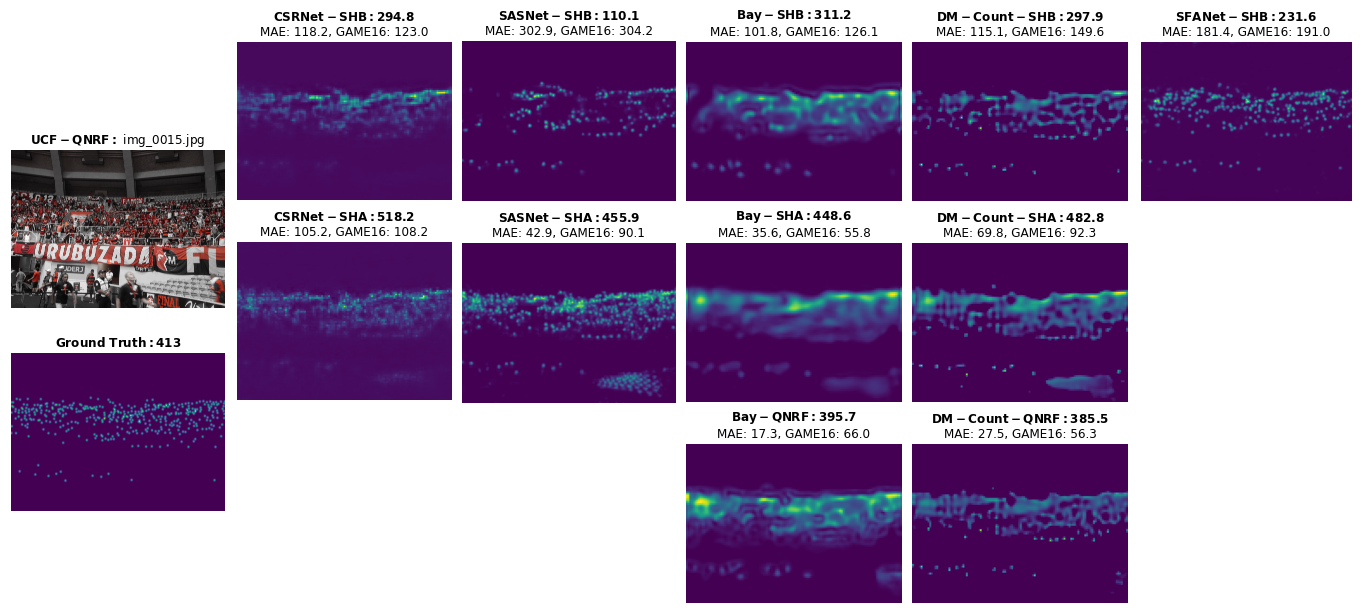 CSRNet-SHB: 294.8
MAE: 118.2, GAME16: 123.0
SASNet-SHB: 110.1
MAE: 302.9, GAME16: 304.2
Bay-SHB: 311.2
MAE: 101.8, GAME16: 126.1
DM-Count-SHB: 297.9
MAE: 115.1, GAME16: 149.6
SFANet-SHB: 231.6
MAE: 181.4, GAME16: 191.0
UCF-QNRF: img_0015.jpg
URUBUZADA
FINAL
CSRNet-SHA: 518.2
MAE: 105.2, GAME16: 108.2
SASNet-SHA: 455.9
MAE: 42.9, GAME16: 90.1
Bay-SHA: 448.6
MAE: 35.6, GAME16: 55.8
DM-Count-SHA: 482.8
MAE: 69.8, GAME16: 92.3
Ground Truth: 413
Bay-QNRF: 395.7
MAE: 17.3, GAME16: 66.0
DM-Count-QNRF: 385.5
MAE: 27.5, GAME16: 56.3